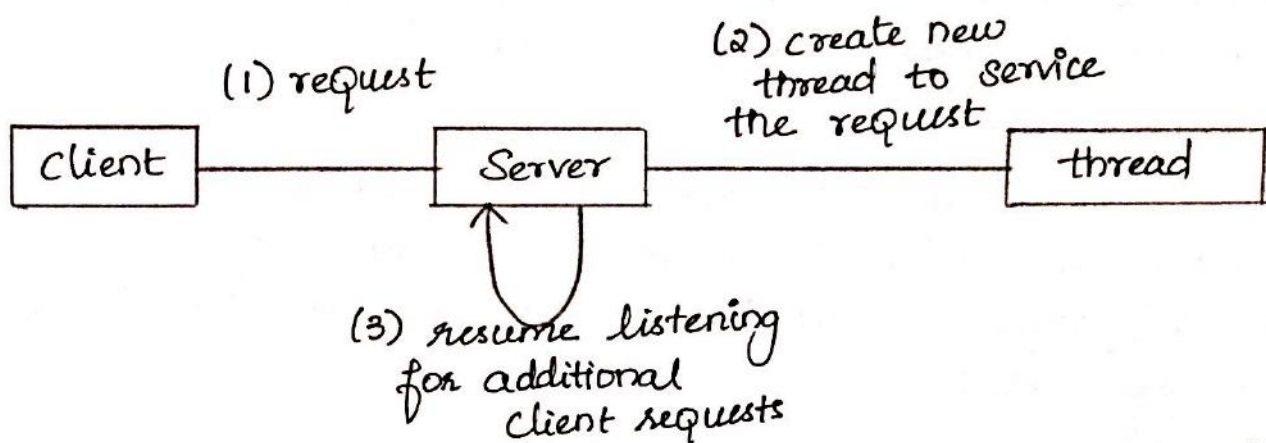 (1) request
(2) create new
thread to service
the request
Client
Server
thread
(3) resume listening
for additional
client requests